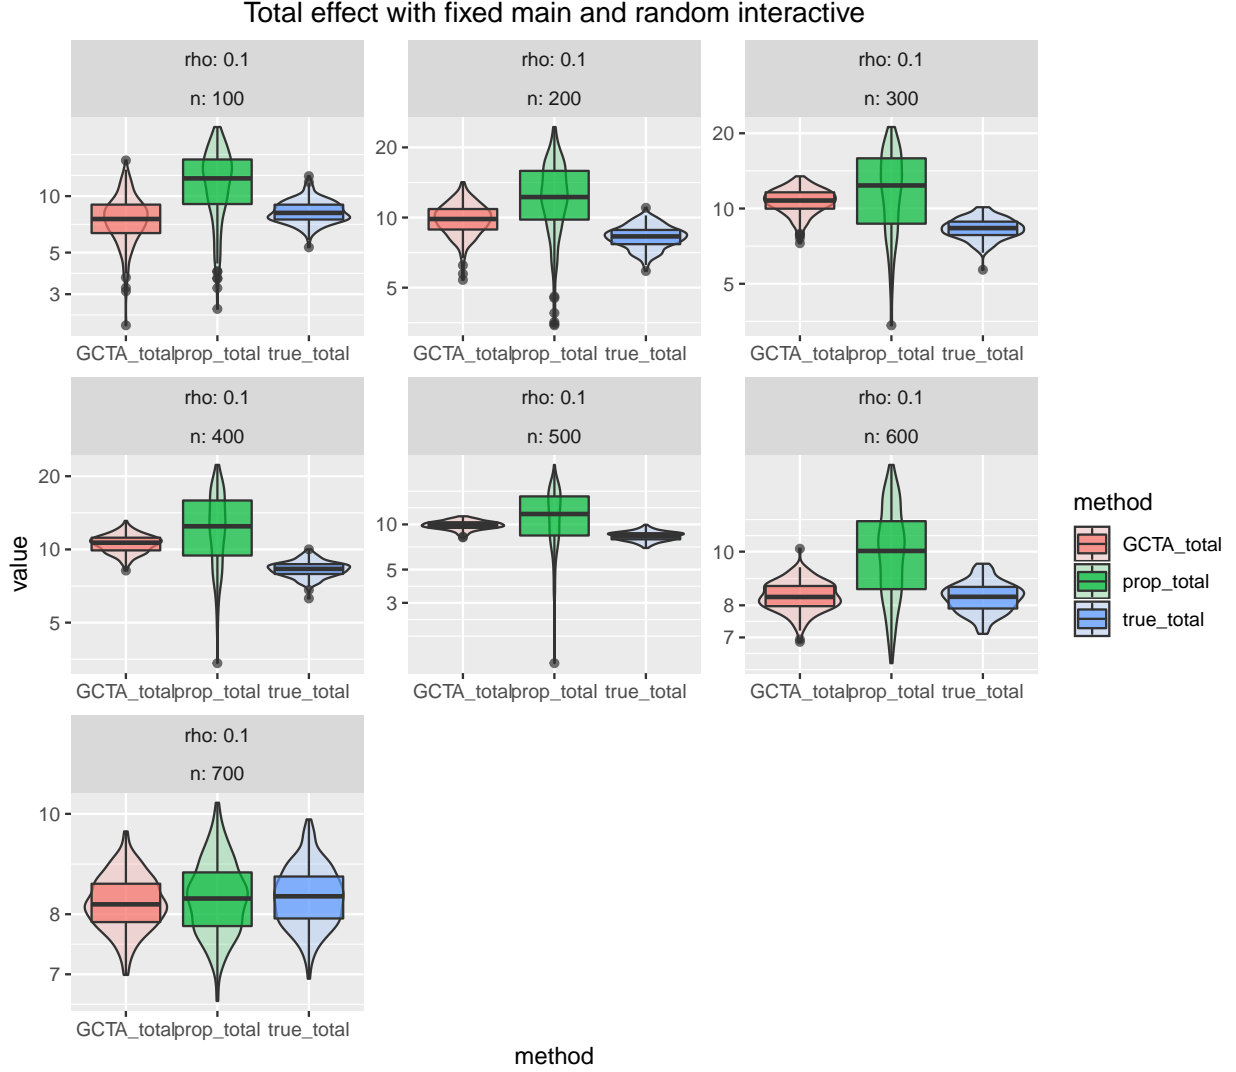 Total effect with fixed main and random interactive
rho: 0.1
n: 100
10
5
3
GCTA_total
prop_total
true_total
rho: 0.1
n: 200
20
10
5
GCTA_total
prop_total
true_total
rho: 0.1
n: 300
20
10
5
GCTA_total
prop_total
true_total
rho: 0.1
n: 400
20
10
5
GCTA_total
prop_total
true_total
rho: 0.1
n: 500
10
5
3
GCTA_total
prop_total
true_total
rho: 0.1
n: 600
10
8
7
GCTA_total
prop_total
true_total
rho: 0.1
n: 700
10
8
7
GCTA_total
prop_total
true_total
value
method
method
GCTA_total
prop_total
true_total